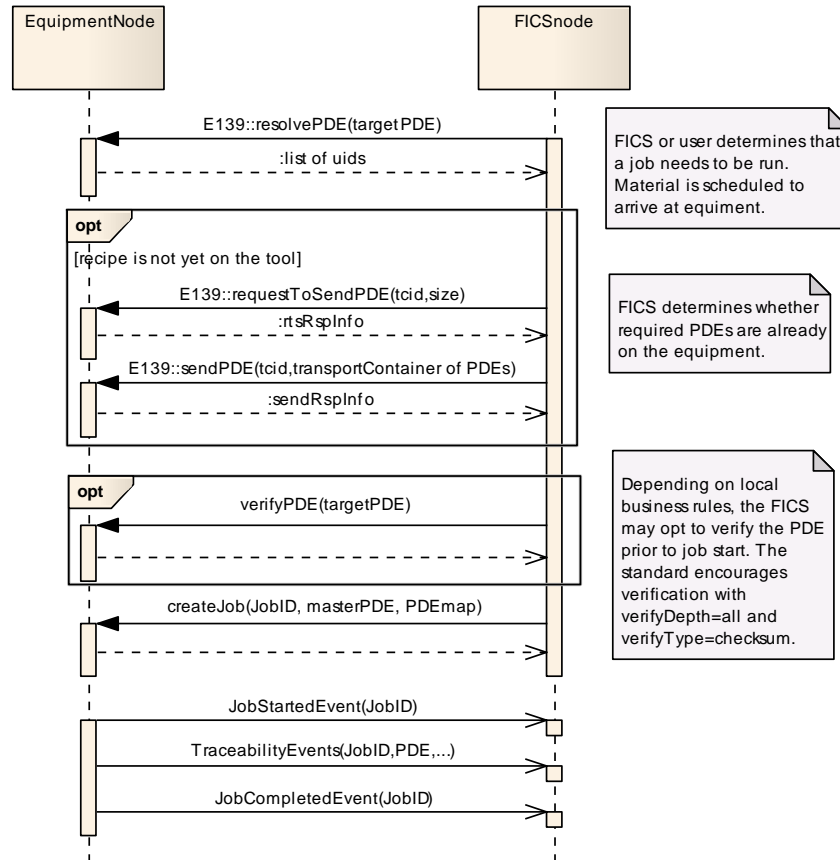 EquipmentNode
FICSnode
E139::resolvePDE(targetPDE)
:list of uids
FICS or user determines that
a job needs to be run.
Material is scheduled to
arrive at equiment.
opt
[recipe is not yet on the tool]
E139::requestToSendPDE(tcid,size)
:rtsRspInfo
E139::sendPDE(tcid,transportContainer of PDEs)
:sendRspInfo
FICS determines whether
required PDEs are already
on the equipment.
opt
verifyPDE(targetPDE)
Depending on local
business rules, the FICS
may opt to verify the PDE
prior to job start. The
standard encourages
verification with
verifyDepth=all and
verifyType=checksum.
createJob(JobID, masterPDE, PDEmap)
JobStartedEvent(JobID)
TraceabilityEvents(JobID,PDE,...)
JobCompletedEvent(JobID)